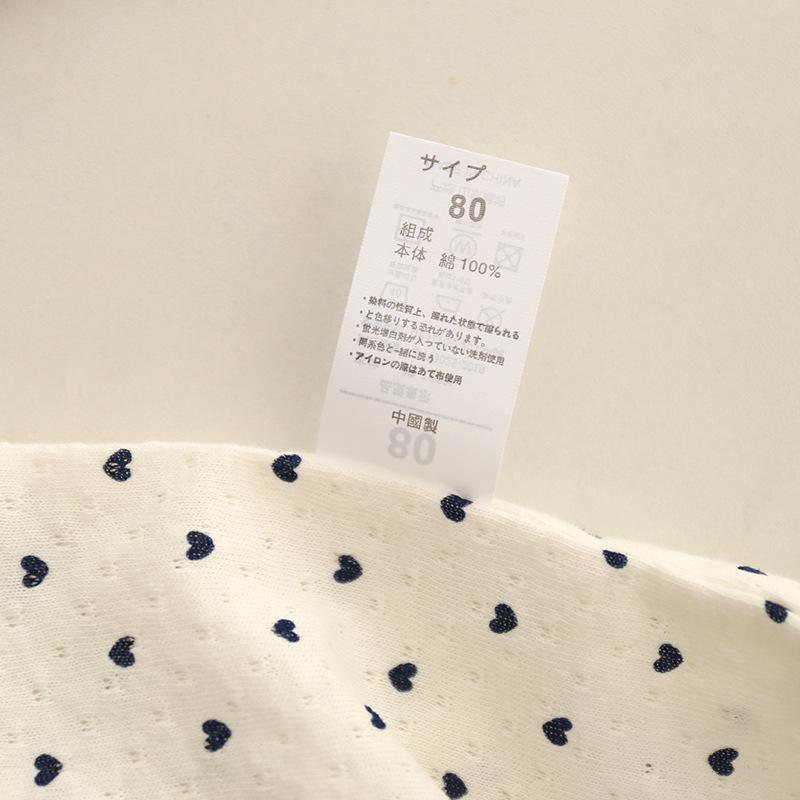 サイプ
80
組成
本体 綿100%
・染料の性質上、濡れた状態で擦られる
・と色移りする恐れがあります。
・蛍光増白剤が入っていない洗剤使用
・同系色と一緒に洗う
・アイロンの際はあて布使用
中國製